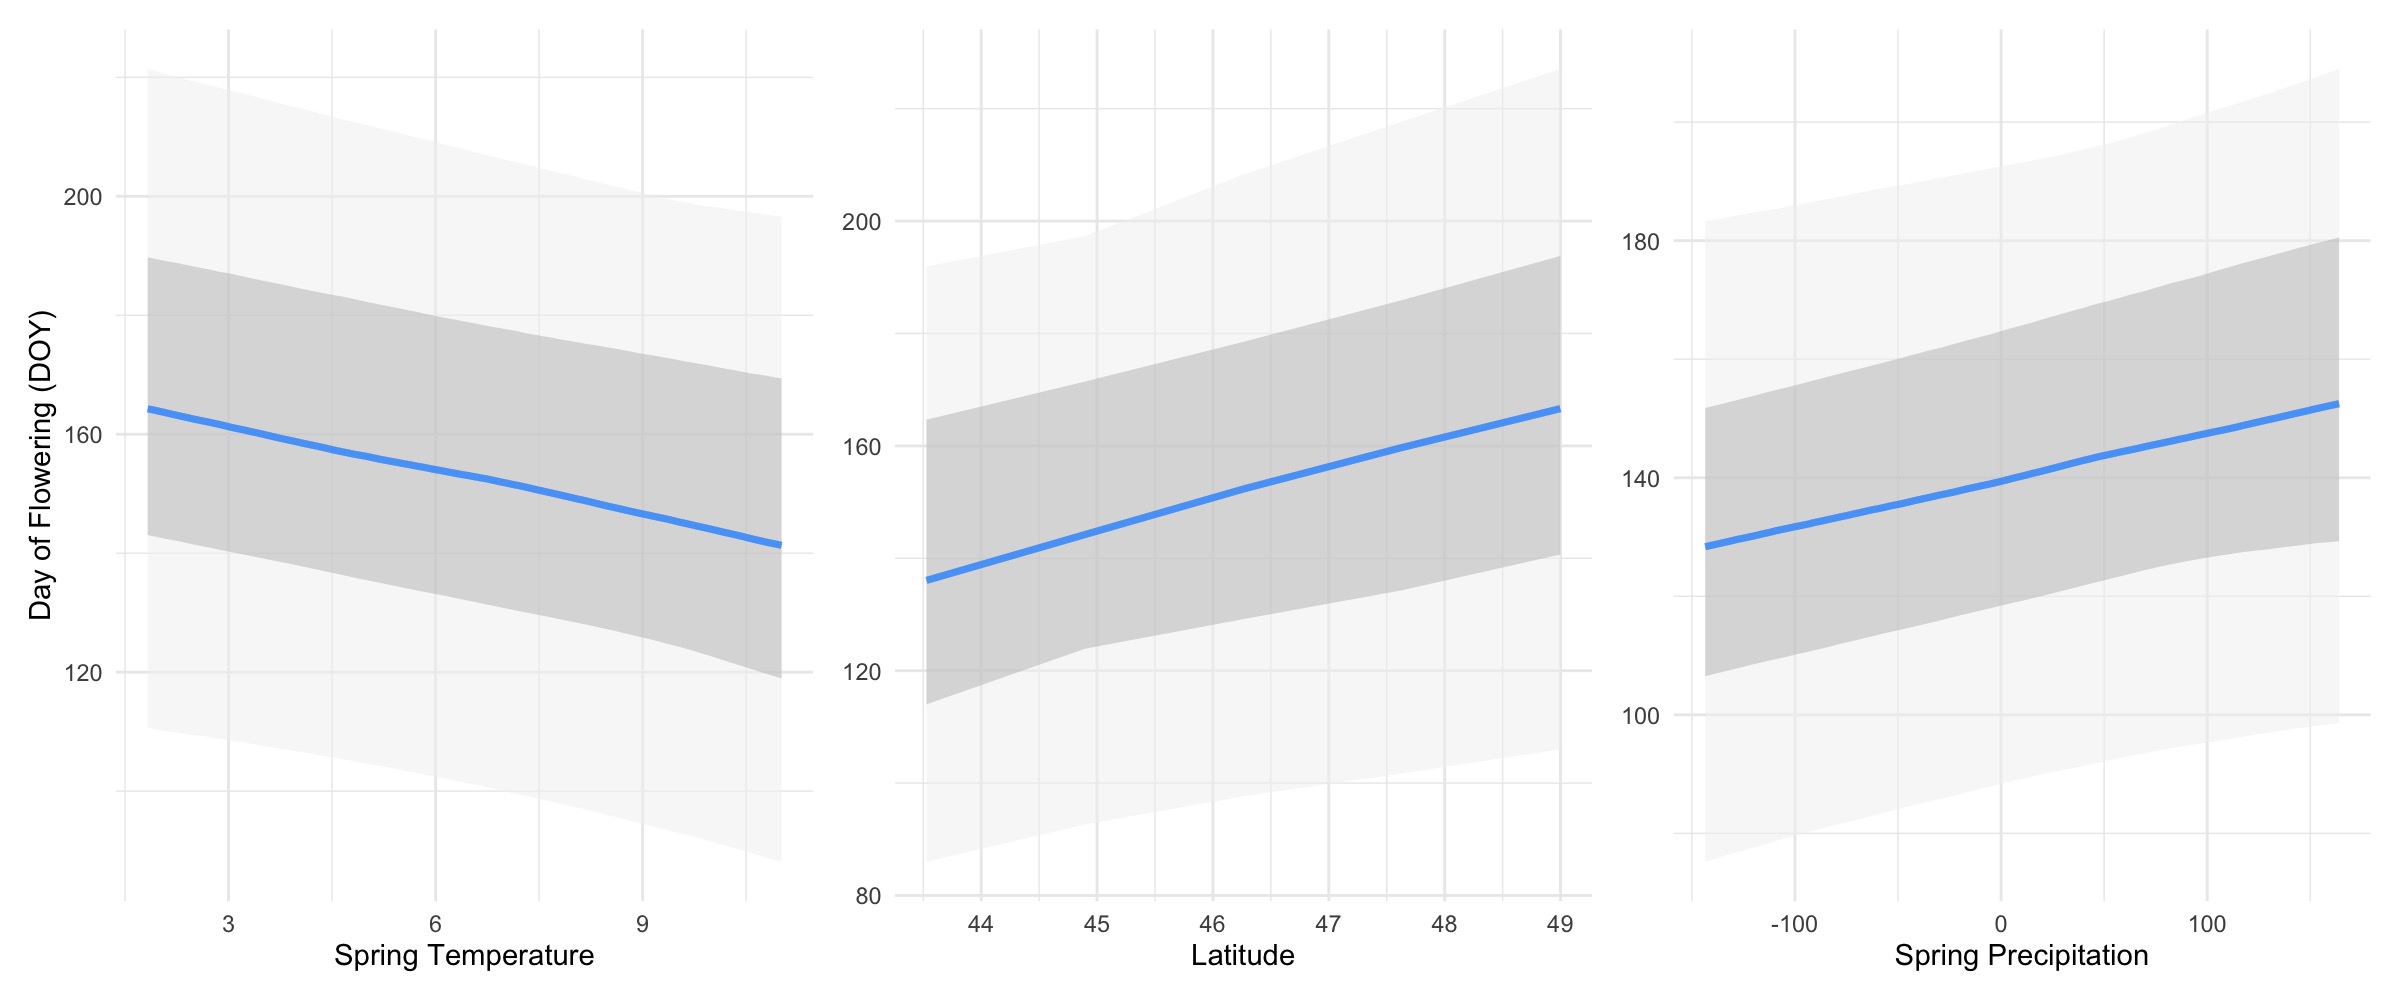 Day of Flowering (DOY)
200
160
120
3 6 9
Spring Temperature
200
160
120
80
44 45 46 47 48 49
Latitude
180
140
100
-100 0 100
Spring Precipitation